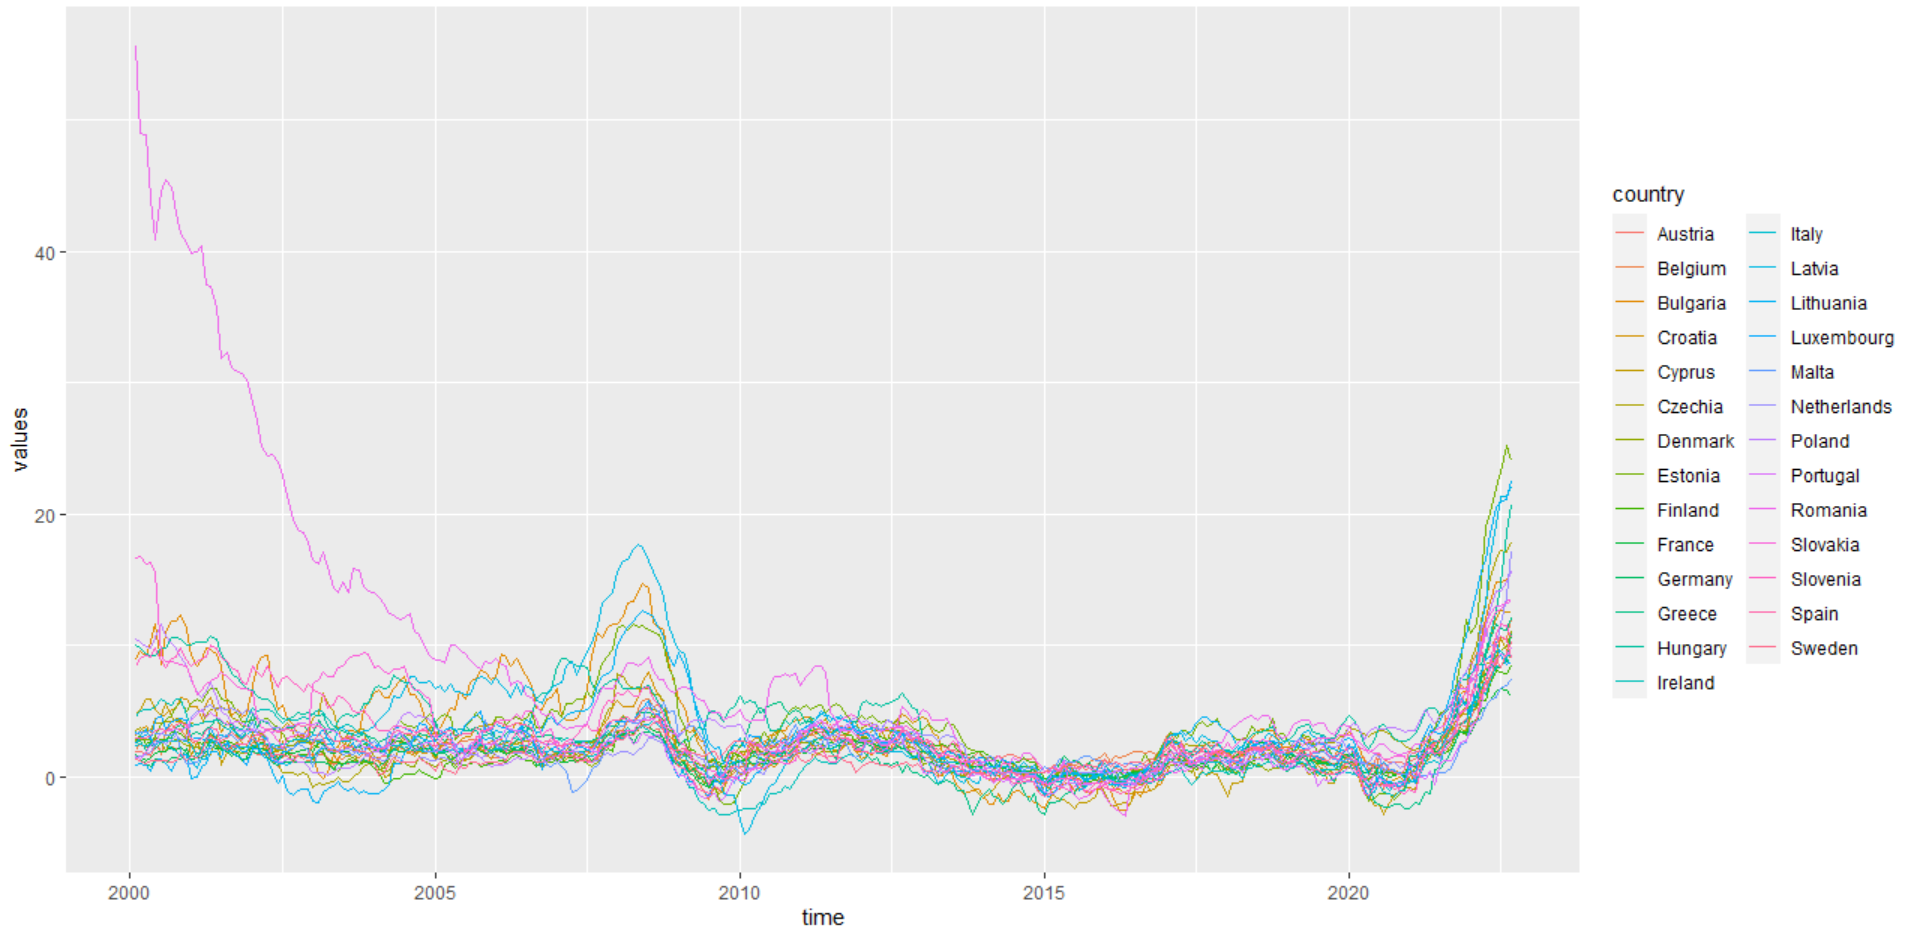 values
40
20
0
2000 2005 2010 2015 2020
time
country
Austria
Belgium
Bulgaria
Croatia
Cyprus
Czechia
Denmark
Estonia
Finland
France
Germany
Greece
Hungary
Ireland
Italy
Latvia
Lithuania
Luxembourg
Malta
Netherlands
Poland
Portugal
Romania
Slovakia
Slovenia
Spain
Sweden